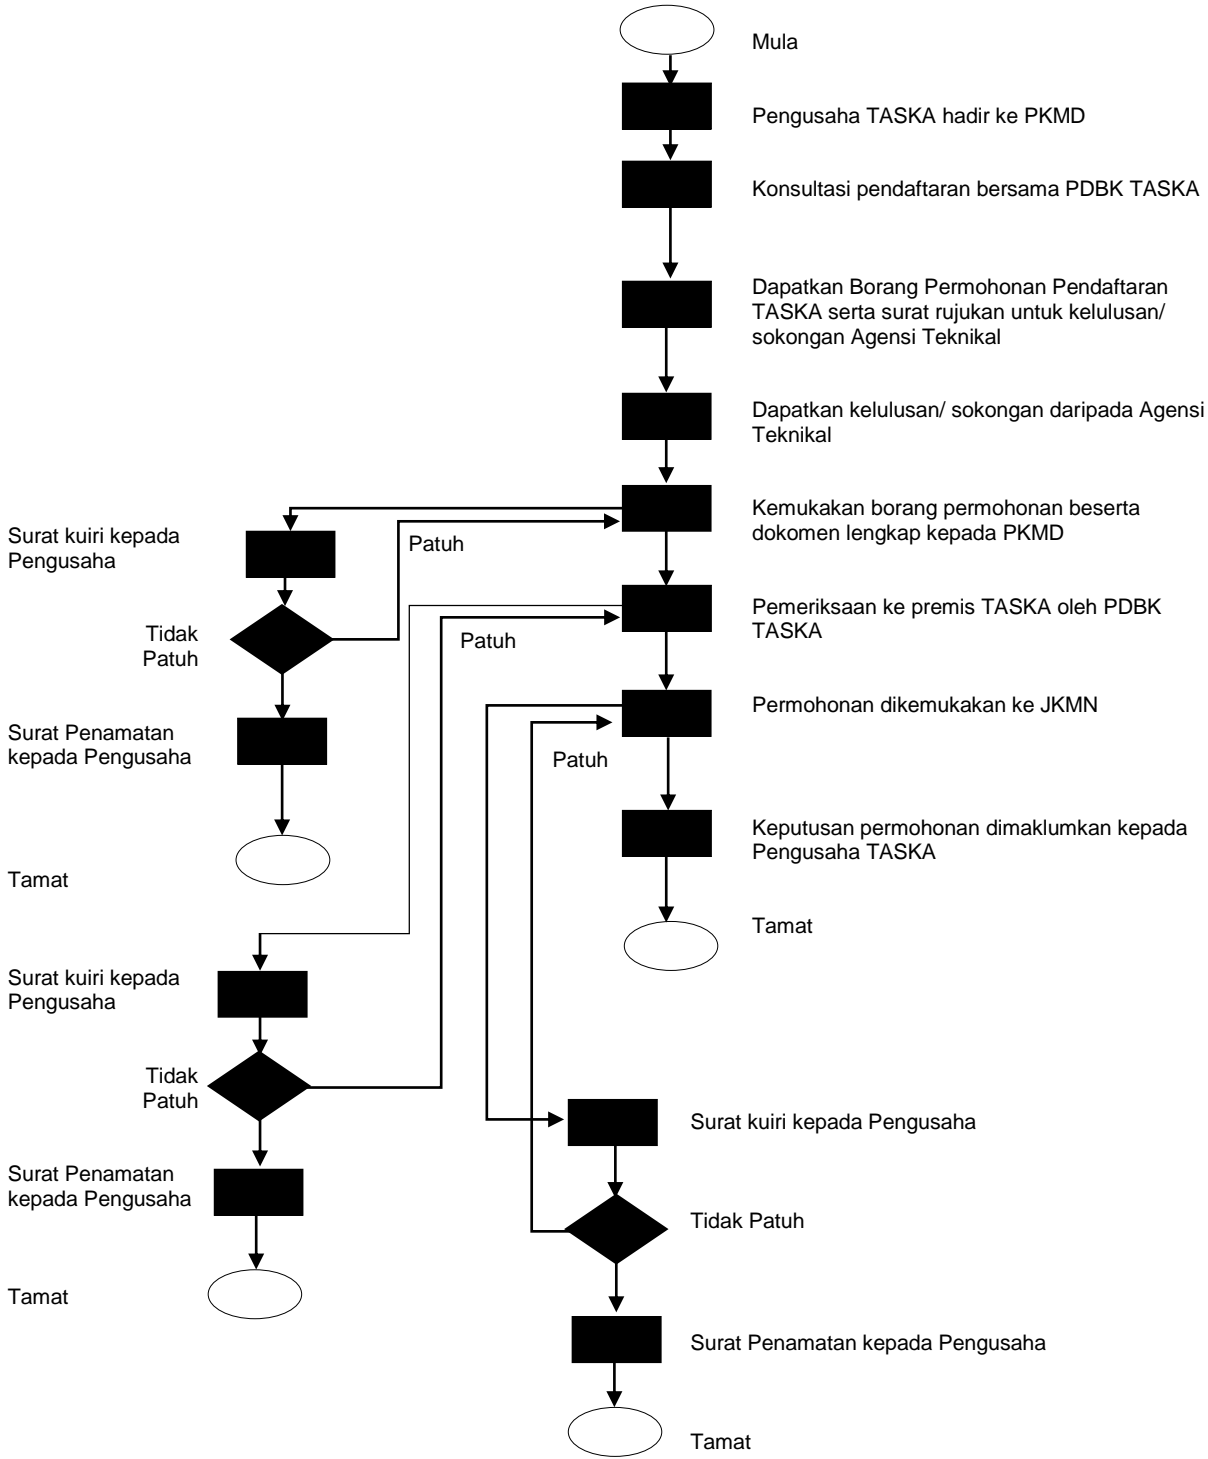 Mula
Pengusaha TASKA hadir ke PKMD
Konsultasi pendaftaran bersama PDBK TASKA
Dapatkan Borang Permohonan Pendaftaran
TASKA serta surat rujukan untuk kelulusan/
sokongan Agensi Teknikal
Dapatkan kelulusan/ sokongan daripada Agensi
Teknikal
Kemukakan borang permohonan beserta
dokomen lengkap kepada PKMD
Patuh
Surat kuiri kepada
Pengusaha
Tidak
Patuh
Surat Penamatan
kepada Pengusaha
Tamat
Pemeriksaan ke premis TASKA oleh PDBK
TASKA
Patuh
Permohonan dikemukakan ke JKMN
Patuh
Keputusan permohonan dimaklumkan kepada
Pengusaha TASKA
Tamat
Surat kuiri kepada
Pengusaha
Tidak
Patuh
Surat Penamatan
kepada Pengusaha
Tamat
Surat kuiri kepada Pengusaha
Tidak Patuh
Surat Penamatan kepada Pengusaha
Tamat